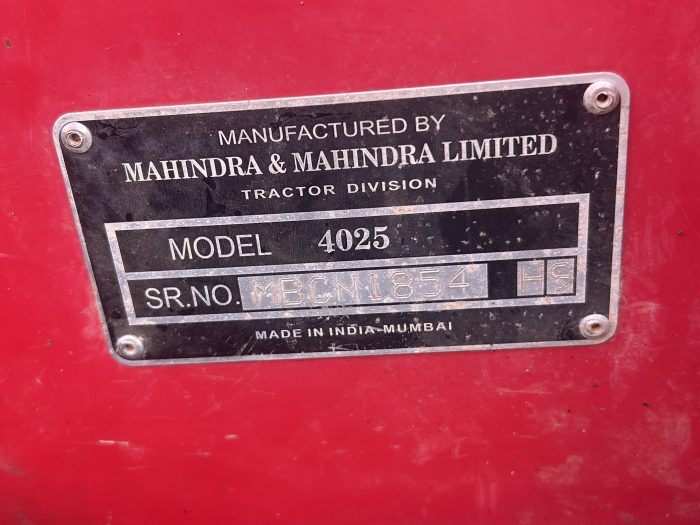 MANUFACTURED BY
MAHINDRA & MAHINDRA LIMITED
TRACTOR DIVISION
MODEL 4025
SR.NO. MBCN1854 H9
MADE IN INDIA-MUMBAI